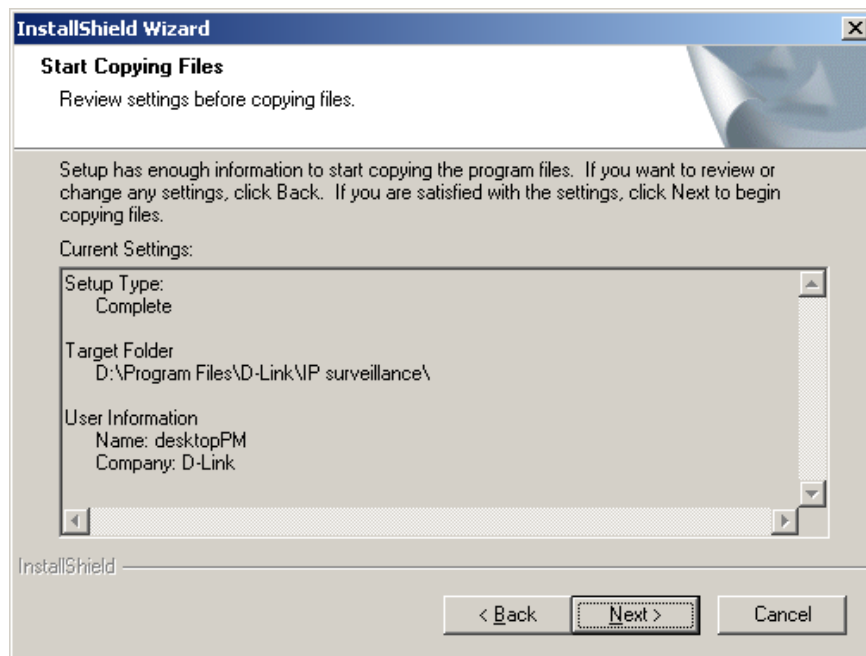 InstallShield Wizard
Start Copying Files
Review settings before copying files.
Setup has enough information to start copying the program files. If you want to review or
change any settings, click Back. If you are satisfied with the settings, click Next to begin
copying files.
Current Settings:
Setup Type:
Complete
Target Folder
D:\Program Files\D-Link\IP surveillance\
User Information
Name: desktopPM
Company: D-Link
InstallShield
< Back
Next >
Cancel